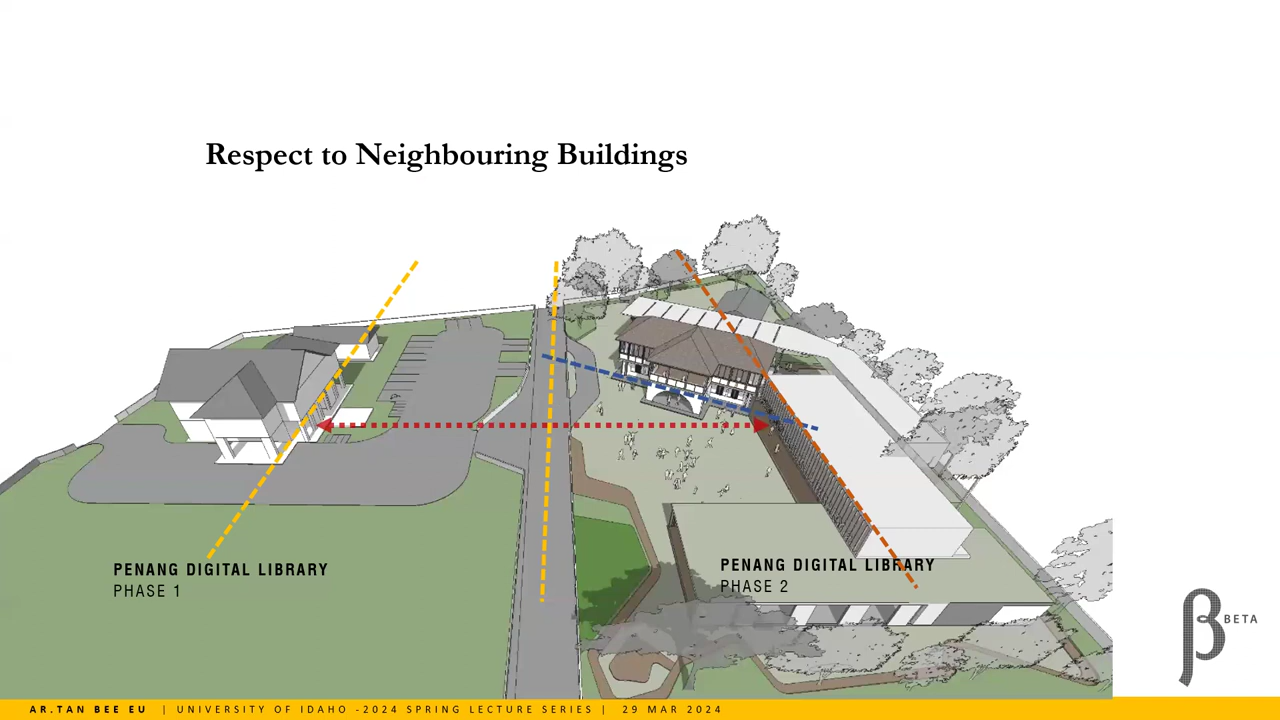 Respect to Neighbouring Buildings
PENANG DIGITAL LIBRARY
PHASE 1
PENANG DIGITAL LIBRARY
PHASE 2
β BETA
AR.TAN BEE EU | UNIVERSITY OF IDAHO -2024 SPRING LECTURE SERIES | 29 MAR 2024